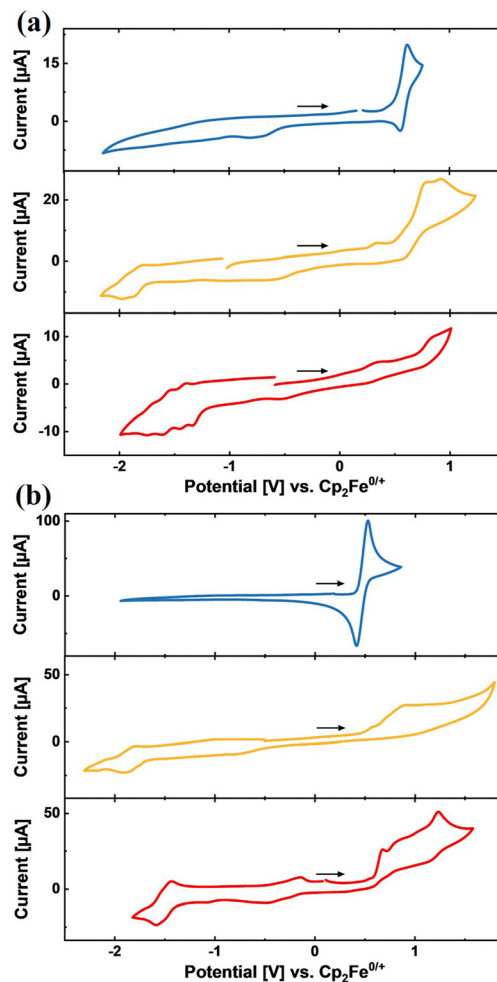 (a)
Current [µA]
15
0
Current [µA]
20
0
Current [µA]
10
0
-10
-2 -1 0 1
Potential [V] vs. Cp₂Fe⁰/⁺
(b)
Current [µA]
100
0
Current [µA]
50
0
Current [µA]
50
0
-2 -1 0 1
Potential [V] vs. Cp₂Fe⁰/⁺